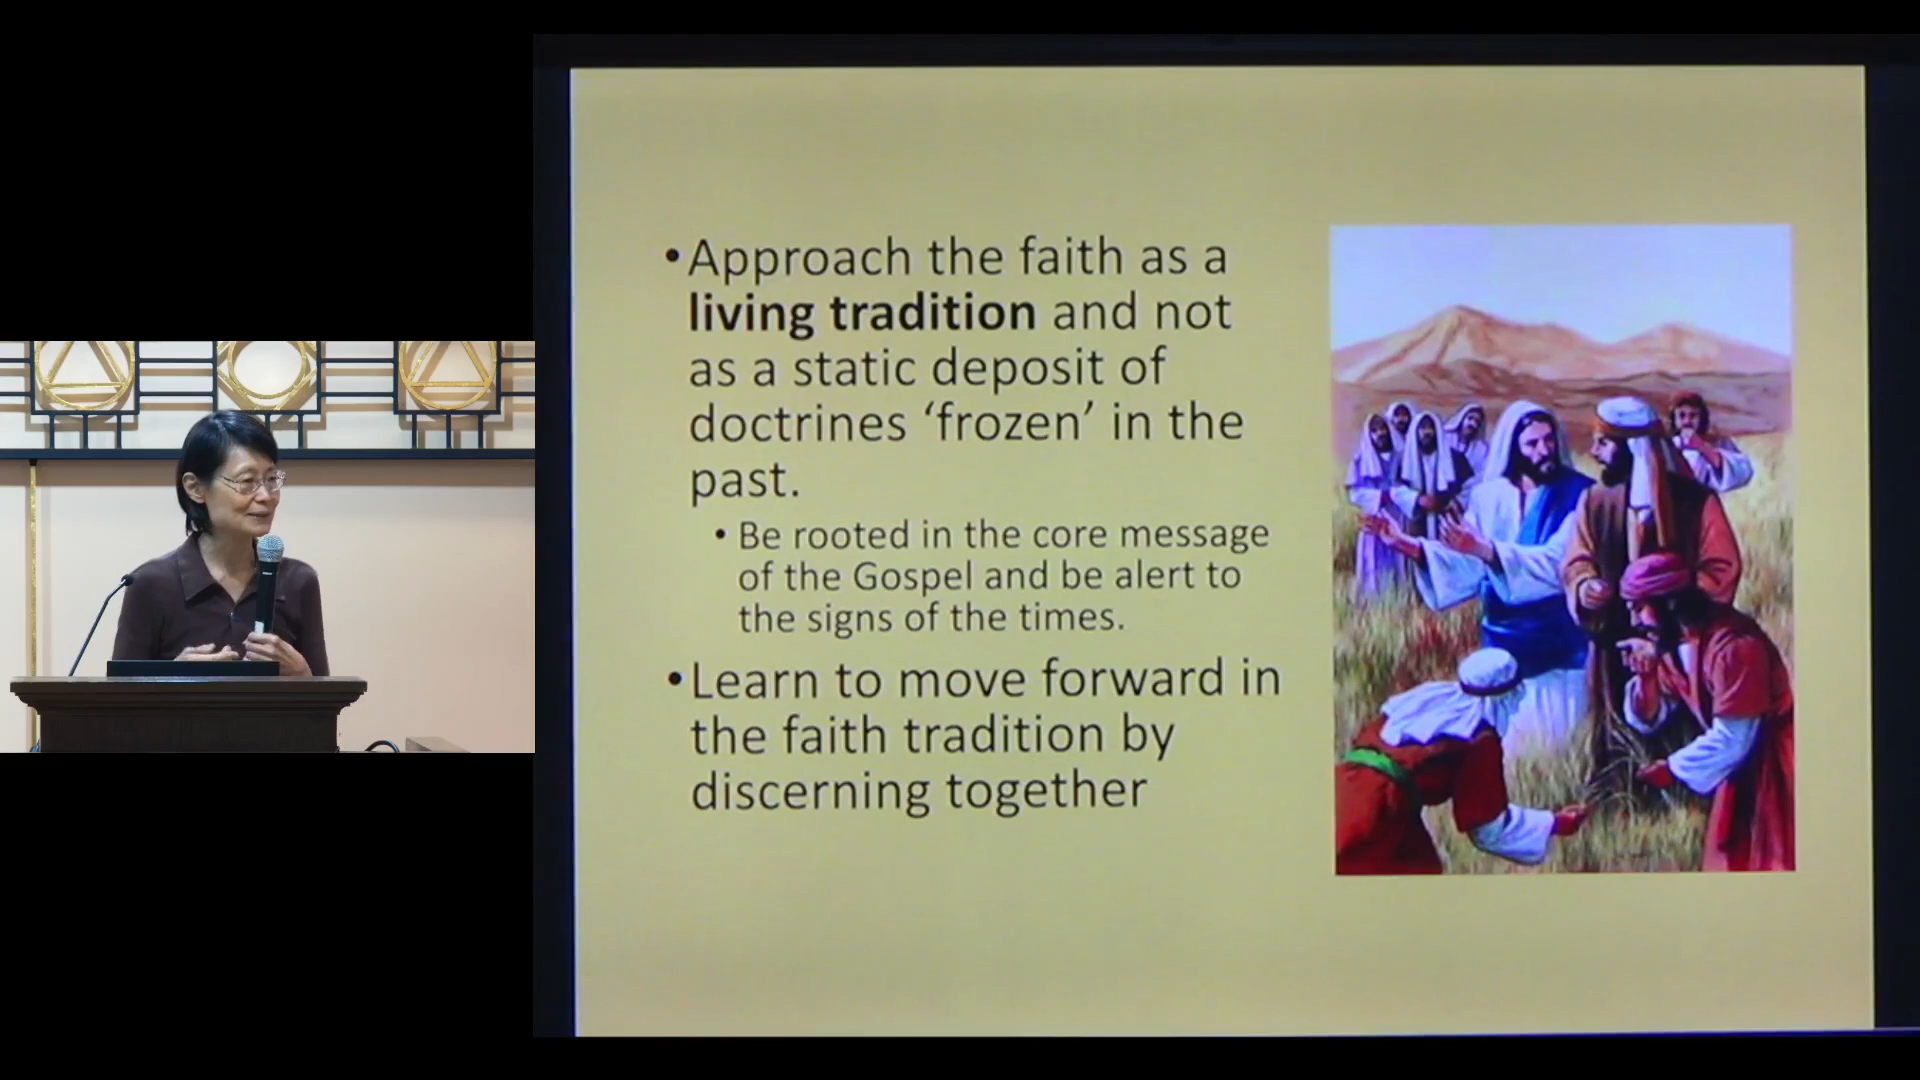 •Approach the faith as a
living tradition and not
as a static deposit of
doctrines ‘frozen’ in the
past.
• Be rooted in the core message
of the Gospel and be alert to
the signs of the times.
•Learn to move forward in
the faith tradition by
discerning together